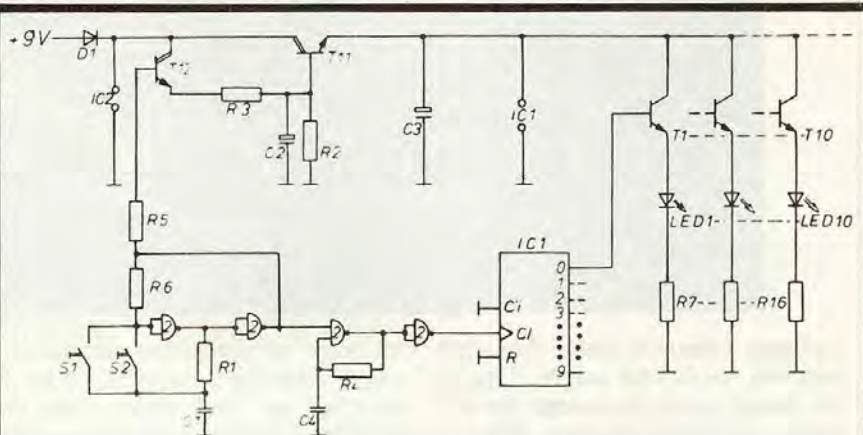 +9V
D1
T12
T11
IC2
R3
C2
R2
C3
IC1
T1
T10
R5
LED1
LED10
IC1
R6
0
1
2
3
R7
R16
Ci
Cl
R
9
S1
S2
R1
C4